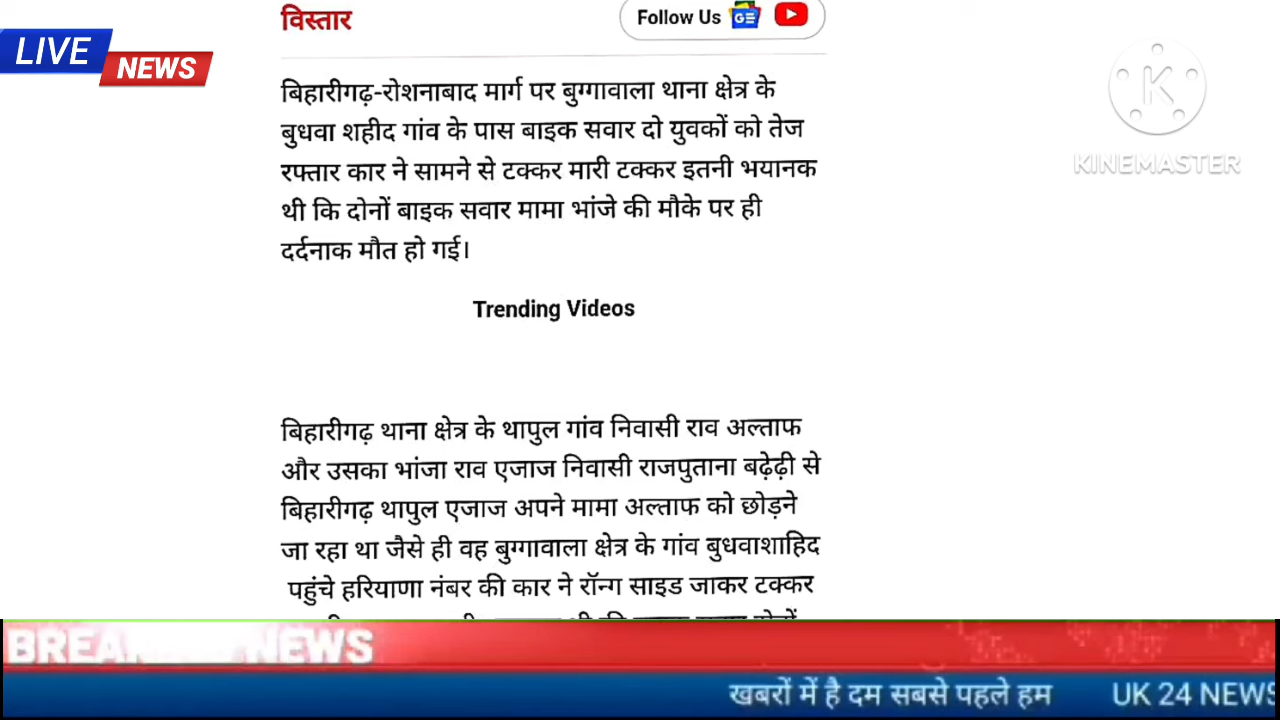 विस्तार
Follow Us
LIVE
NEWS
KINEMASTER
बिहारीगढ़-रोशनाबाद मार्ग पर बुग्गावाला थाना क्षेत्र के
बुधवा शहीद गांव के पास बाइक सवार दो युवकों को तेज
रफ्तार कार ने सामने से टक्कर मारी टक्कर इतनी भयानक
थी कि दोनों बाइक सवार मामा भांजे की मौके पर ही
दर्दनाक मौत हो गई।
Trending Videos
बिहारीगढ़ थाना क्षेत्र के थापुल गांव निवासी राव अल्ताफ
और उसका भांजा राव एजाज निवासी राजपुताना बढ़ेढ़ी से
बिहारीगढ़ थापुल एजाज अपने मामा अल्ताफ को छोड़ने
जा रहा था जैसे ही वह बुग्गावाला क्षेत्र के गांव बुधवाशाहिद
पहुंचे हरियाणा नंबर की कार ने रॉन्ग साइड जाकर टक्कर
BREAKING NEWS
खबरों में है दम सबसे पहले हम UK 24 NEWS